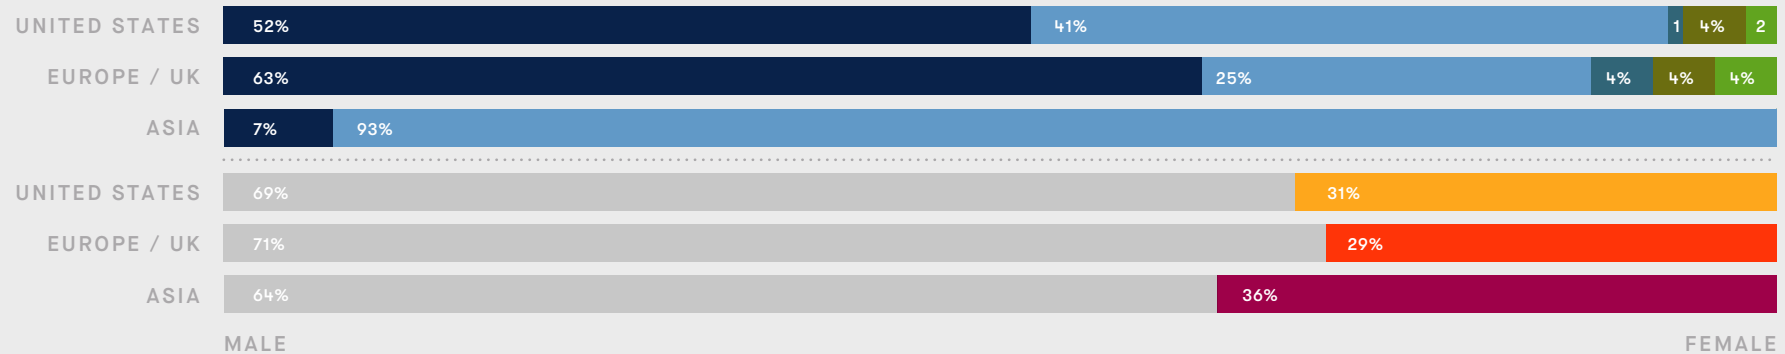 UNITED STATES 52% 41% 1 4% 2
EUROPE / UK 63% 25% 4% 4% 4%
ASIA 7% 93%
UNITED STATES 69% 31%
EUROPE / UK 71% 29%
ASIA 64% 36%
MALE FEMALE